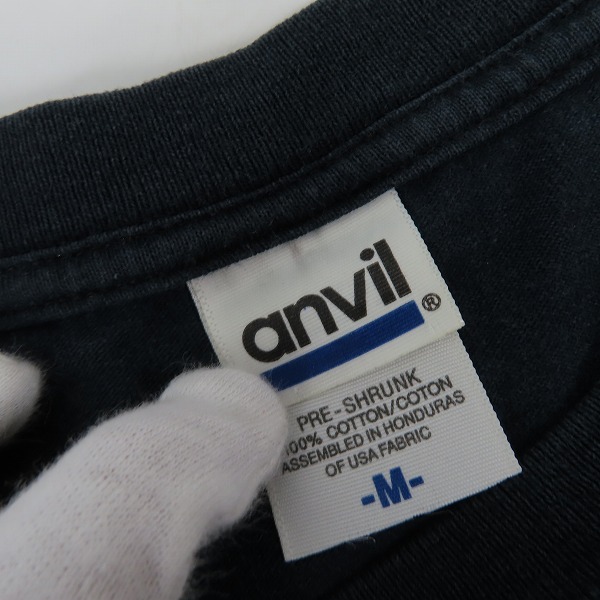 anvil®
PRE-SHRUNK
100% COTTON/COTON
ASSEMBLED IN HONDURAS
OF USA FABRIC
-M-